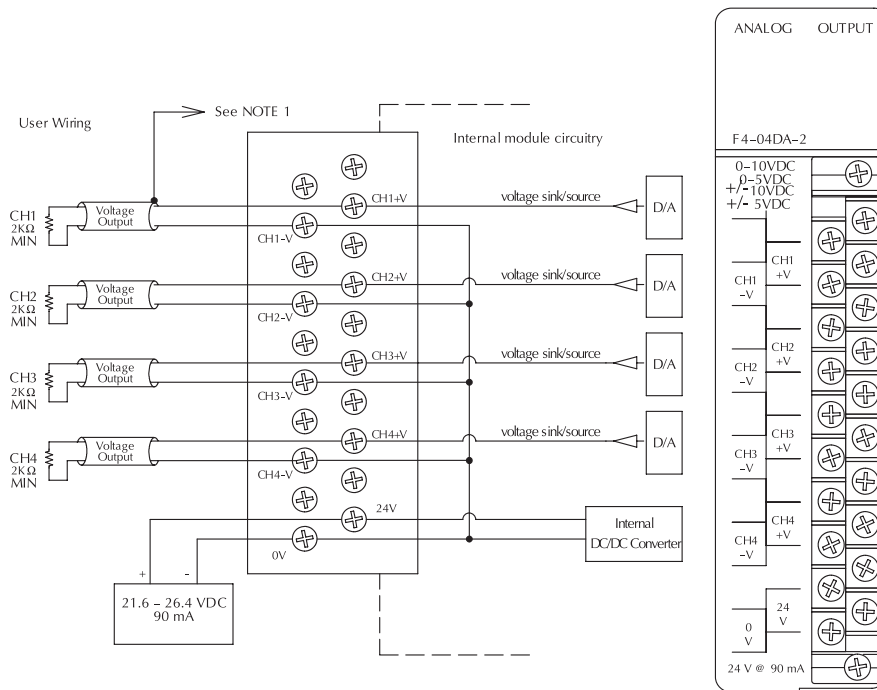 User Wiring
See NOTE 1
Internal module circuitry
CH1
2KΩ
MIN
Voltage
Output
CH1+V
CH1-V
voltage sink/source
D/A
CH2
2KΩ
MIN
Voltage
Output
CH2+V
CH2-V
voltage sink/source
D/A
CH3
2KΩ
MIN
Voltage
Output
CH3+V
CH3-V
voltage sink/source
D/A
CH4
2KΩ
MIN
Voltage
Output
CH4+V
CH4-V
voltage sink/source
D/A
24V
0V
Internal
DC/DC Converter
+ -
21.6 – 26.4 VDC
90 mA
ANALOG OUTPUT
F4-04DA-2
0-10VDC
0-5VDC
+/-10VDC
+/- 5VDC
CH1
+V
CH1
-V
CH2
+V
CH2
-V
CH3
+V
CH3
-V
CH4
+V
CH4
-V
24
V
0
V
24 V @ 90 mA